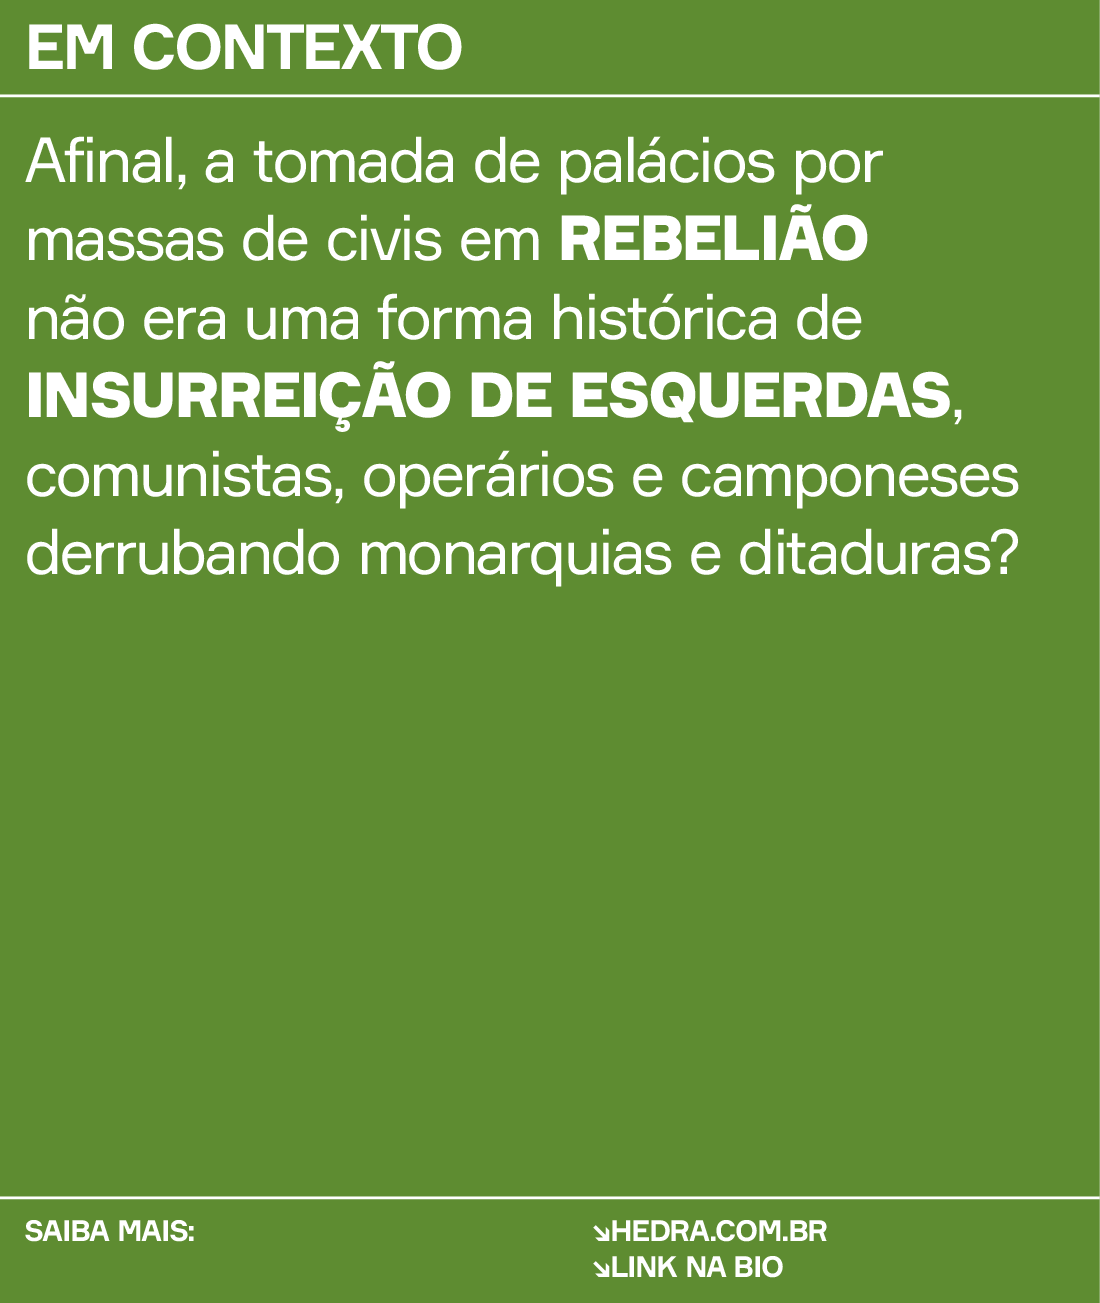 EM CONTEXTO
Afinal, a tomada de palácios por
massas de civis em REBELIÃO
não era uma forma histórica de
INSURREIÇÃO DE ESQUERDAS,
comunistas, operários e camponeses
derrubando monarquias e ditaduras?
SAIBA MAIS:
↘HEDRA.COM.BR
↘LINK NA BIO